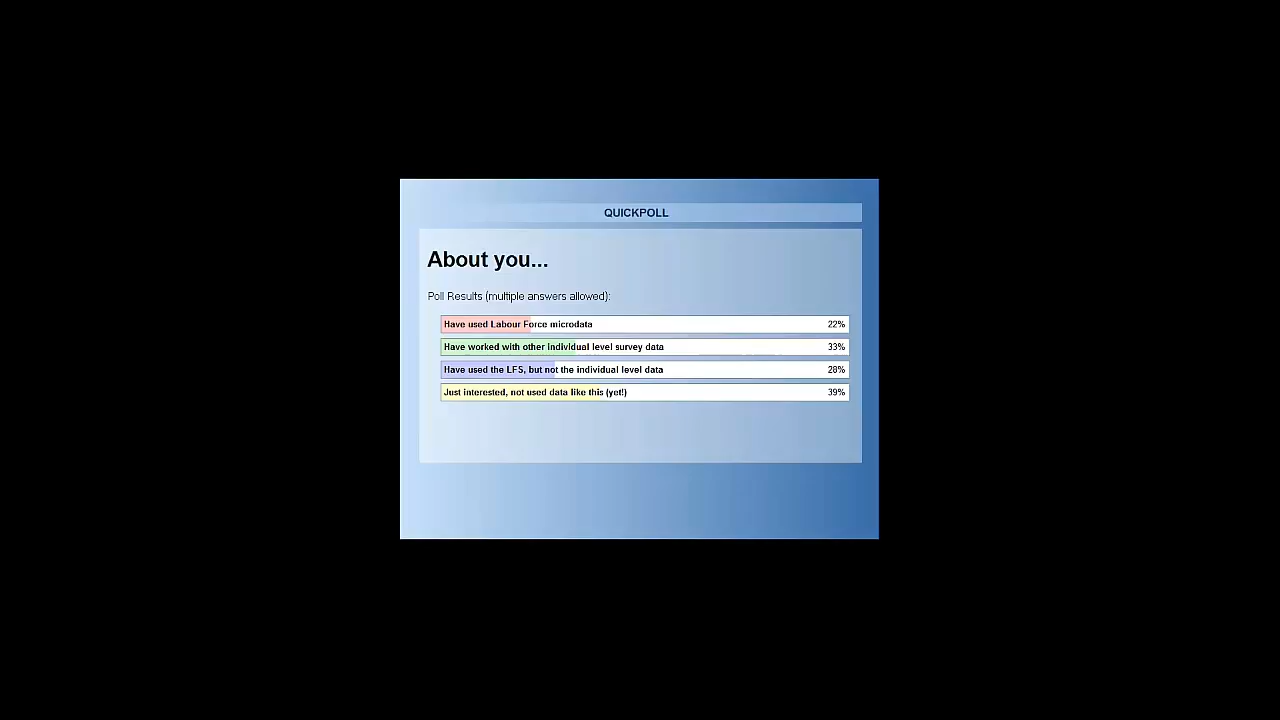 QUICKPOLL
About you...
Poll Results (multiple answers allowed):
Have used Labour Force microdata 22%
Have worked with other individual level survey data 33%
Have used the LFS, but not the individual level data 28%
Just interested, not used data like this (yet!) 39%